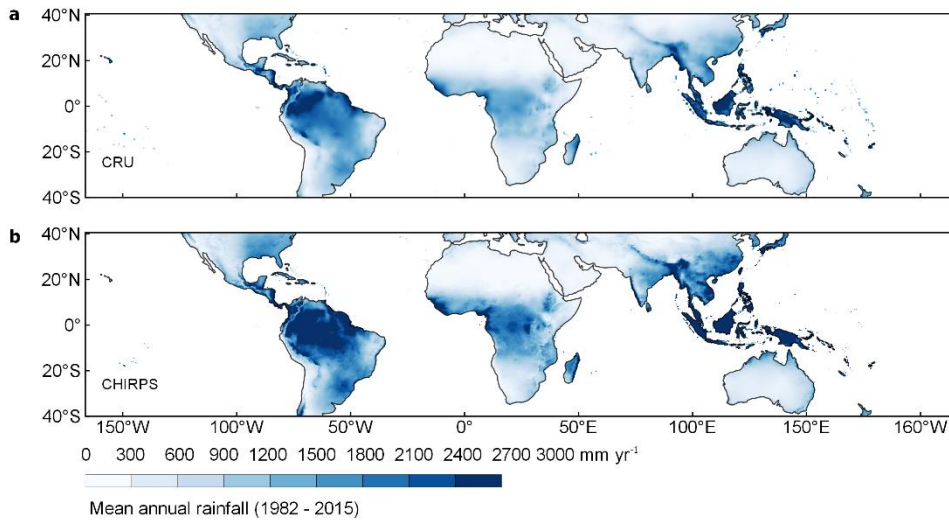 a
40°N
20°N
0°
20°S
40°S
CRU
b
40°N
20°N
0°
20°S
40°S
CHIRPS
150°W 100°W 50°W 0°E 50°E 100°E 150°E 160°W
0 300 600 900 1200 1500 1800 2100 2400 2700 3000 mm yr⁻¹
Mean annual rainfall (1982 - 2015)